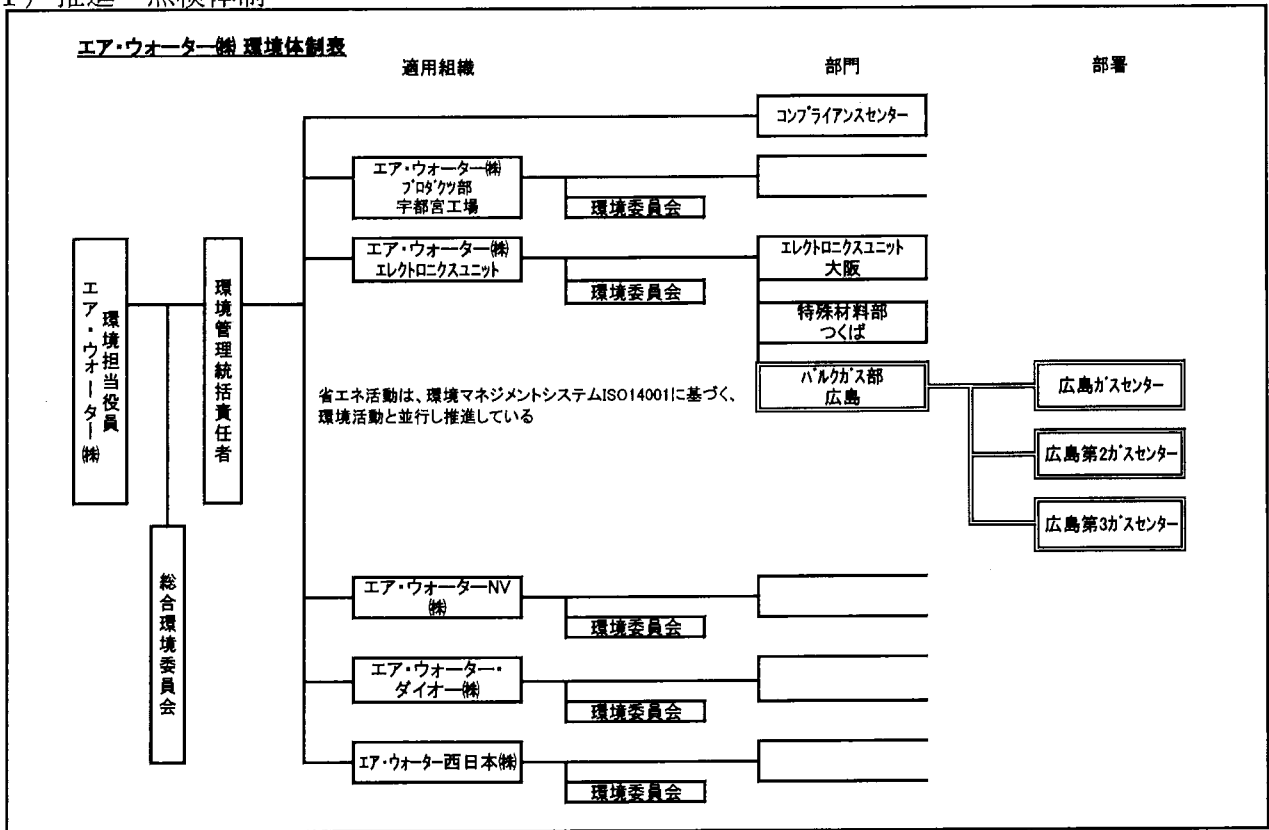 1) 推進・点検体制
エア・ウォーター㈱ 環境体制表
適用組織
部門
部署
コンプライアンスセンター
エア・ウォーター㈱
プロダクツ部
宇都宮工場
環境委員会
エア・ウォーター㈱
エレクトロニクスユニット
環境委員会
エレクトロニクスユニット
大阪
特殊材料部
つくば
バルクガス部
広島
広島ガスセンター
広島第2ガスセンター
広島第3ガスセンター
環境担当役員
エア・ウォーター㈱
環境管理統括責任者
総合環境委員会
省エネ活動は、環境マネジメントシステムISO14001に基づく、
環境活動と並行し推進している
エア・ウォーターNV
㈱
環境委員会
エア・ウォーター・
ダイオー㈱
環境委員会
エア・ウォーター西日本㈱
環境委員会